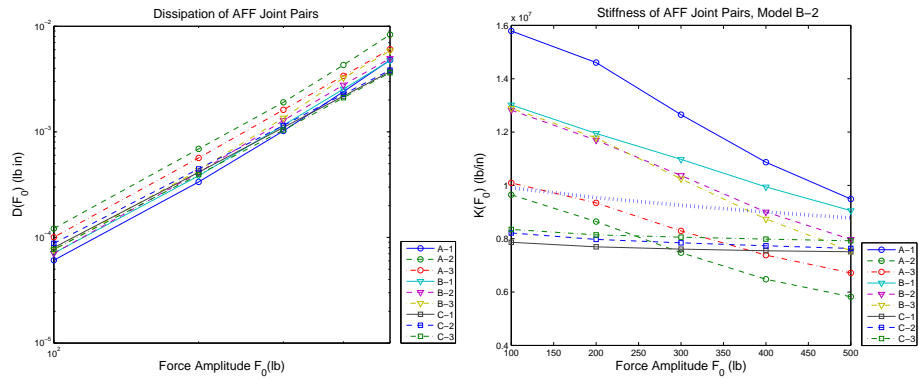 Dissipation of AFF Joint Pairs
10⁻²
10⁻³
10⁻⁴
10⁻⁵
D(F₀) (lb in)
10²
Force Amplitude F₀(lb)
A−1
A−2
A−3
B−1
B−2
B−3
C−1
C−2
C−3
Stiffness of AFF Joint Pairs, Model B−2
x 10⁷
1.6
1.4
1.2
1
0.8
0.6
0.4
K(F₀) (lb/in)
100 150 200 250 300 350 400 450 500
Force Amplitude F₀ (lb)
A−1
A−2
A−3
B−1
B−2
B−3
C−1
C−2
C−3